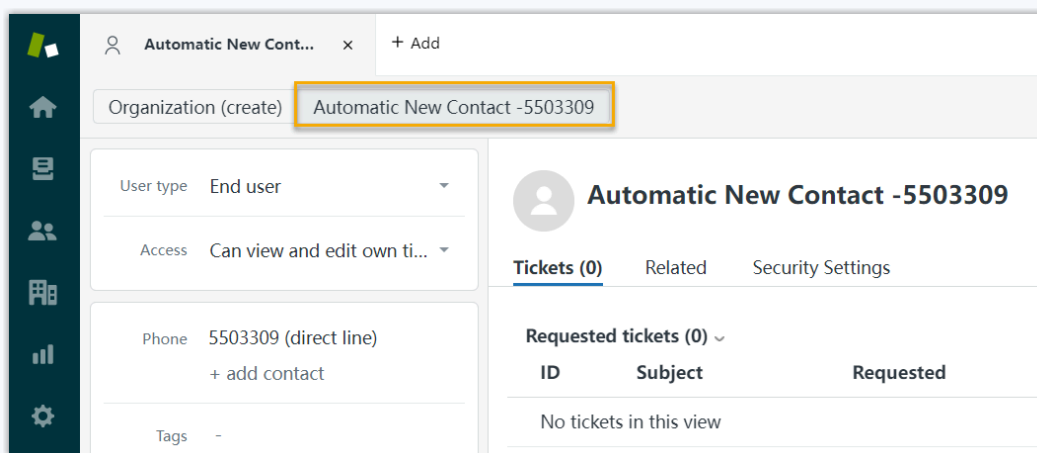 Automatic New Cont... × + Add
Organization (create) Automatic New Contact -5503309
User type End user
Access Can view and edit own ti...
Phone 5503309 (direct line)
+ add contact
Tags -
Automatic New Contact -5503309
Tickets (0) Related Security Settings
Requested tickets (0)
ID Subject Requested
No tickets in this view